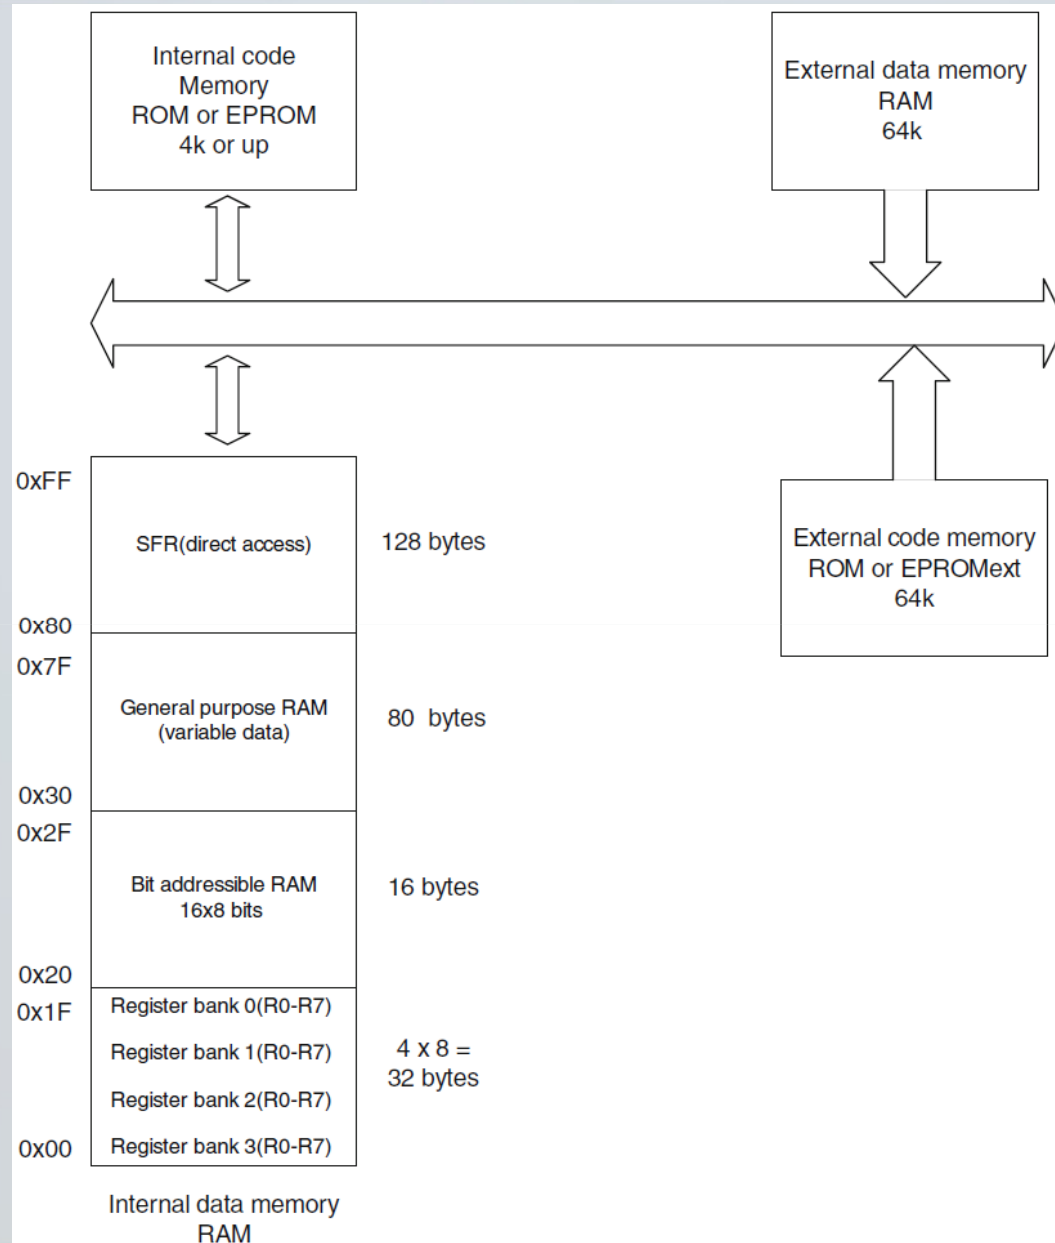 Internal code
Memory
ROM or EPROM
4k or up
External data memory
RAM
64k
0xFF
SFR(direct access)
128 bytes
0x80
0x7F
General purpose RAM
(variable data)
80 bytes
0x30
0x2F
Bit addressible RAM
16x8 bits
16 bytes
0x20
0x1F
Register bank 0(R0-R7)
Register bank 1(R0-R7)
Register bank 2(R0-R7)
Register bank 3(R0-R7)
4 x 8 =
32 bytes
0x00
Internal data memory
RAM
External code memory
ROM or EPROMext
64k